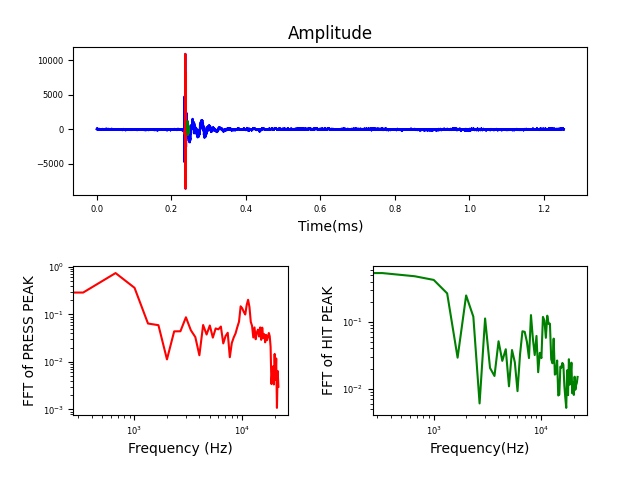 Amplitude
10000
5000
0
−5000
0.0 0.2 0.4 0.6 0.8 1.0 1.2
Time(ms)
FFT of PRESS PEAK
10⁰
10⁻¹
10⁻²
10⁻³
10³ 10⁴
Frequency (Hz)
FFT of HIT PEAK
10⁻¹
10⁻²
10³ 10⁴
Frequency(Hz)